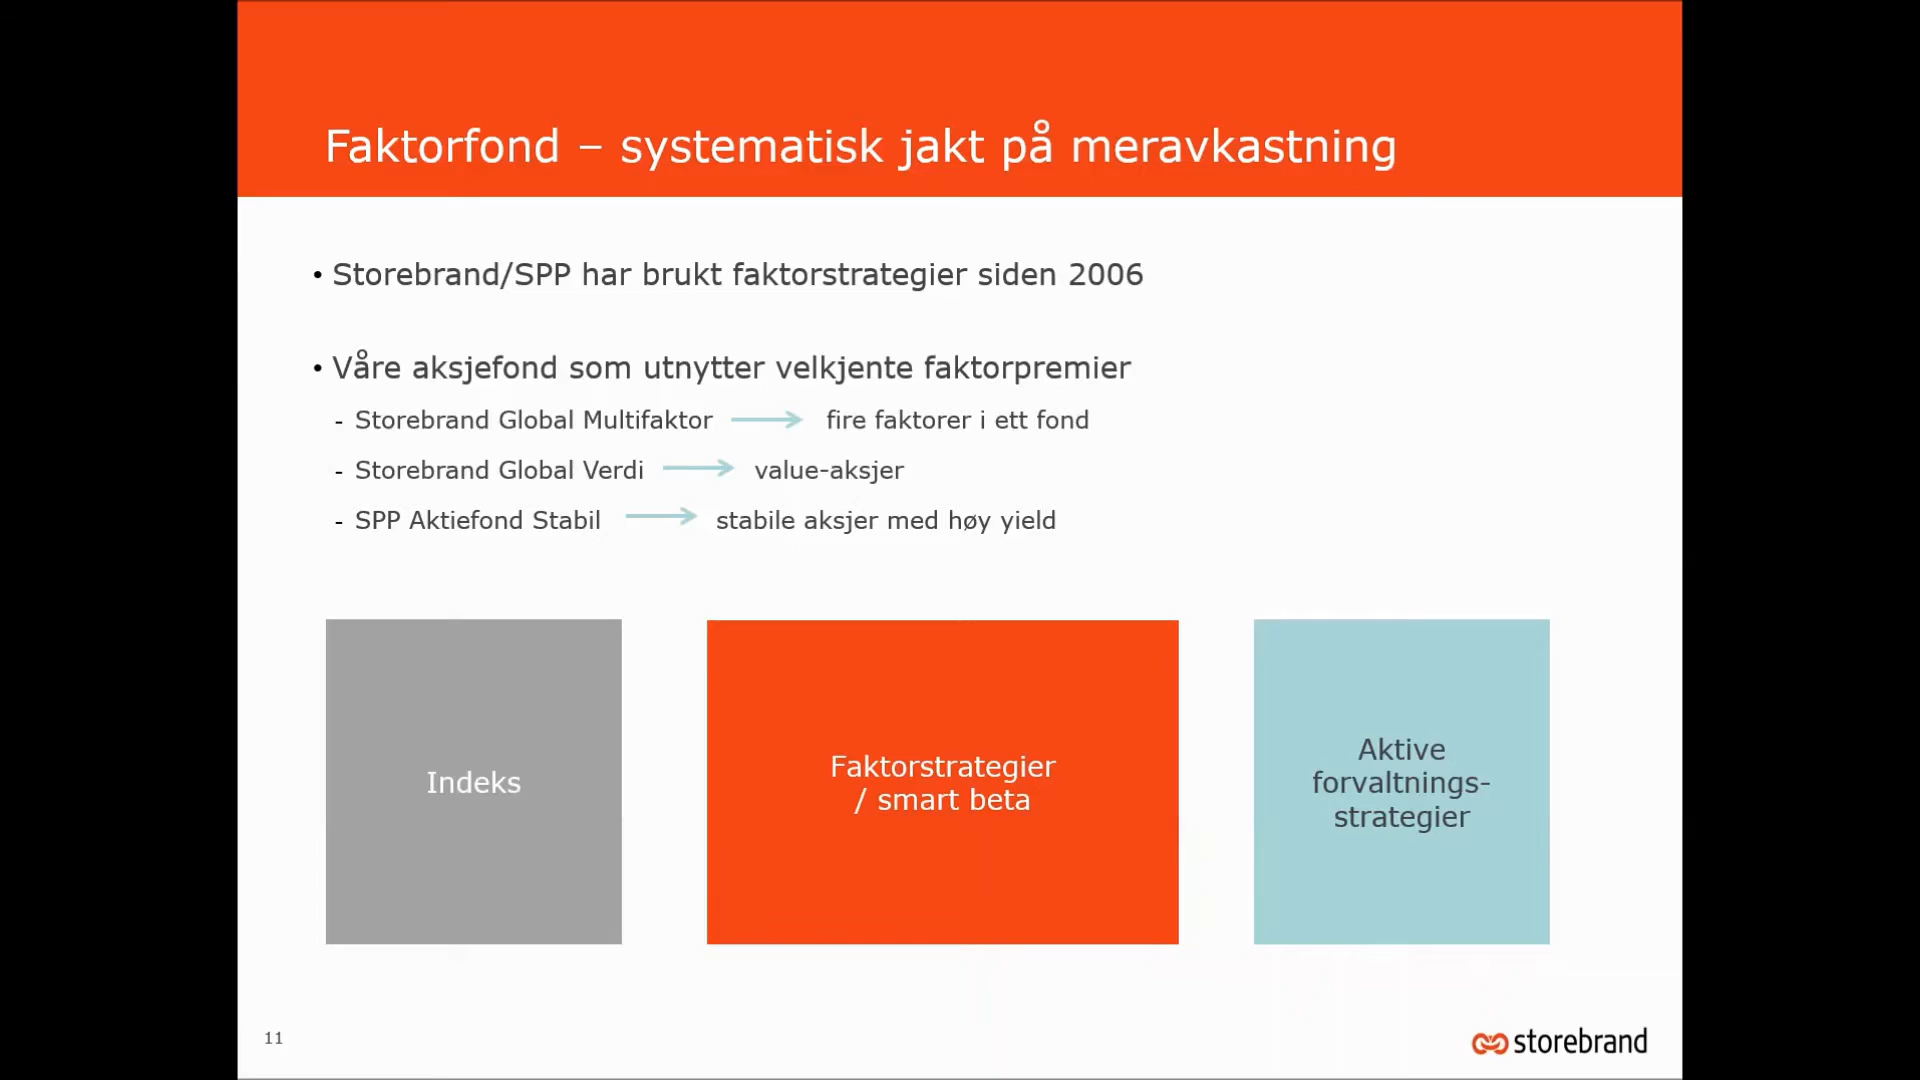 Faktorfond – systematisk jakt på meravkastning
• Storebrand/SPP har brukt faktorstrategier siden 2006
• Våre aksjefond som utnytter velkjente faktorpremier
- Storebrand Global Multifaktor → fire faktorer i ett fond
- Storebrand Global Verdi → value-aksjer
- SPP Aktiefond Stabil → stabile aksjer med høy yield
Indeks
Faktorstrategier
/ smart beta
Aktive
forvaltnings-
strategier
11
storebrand